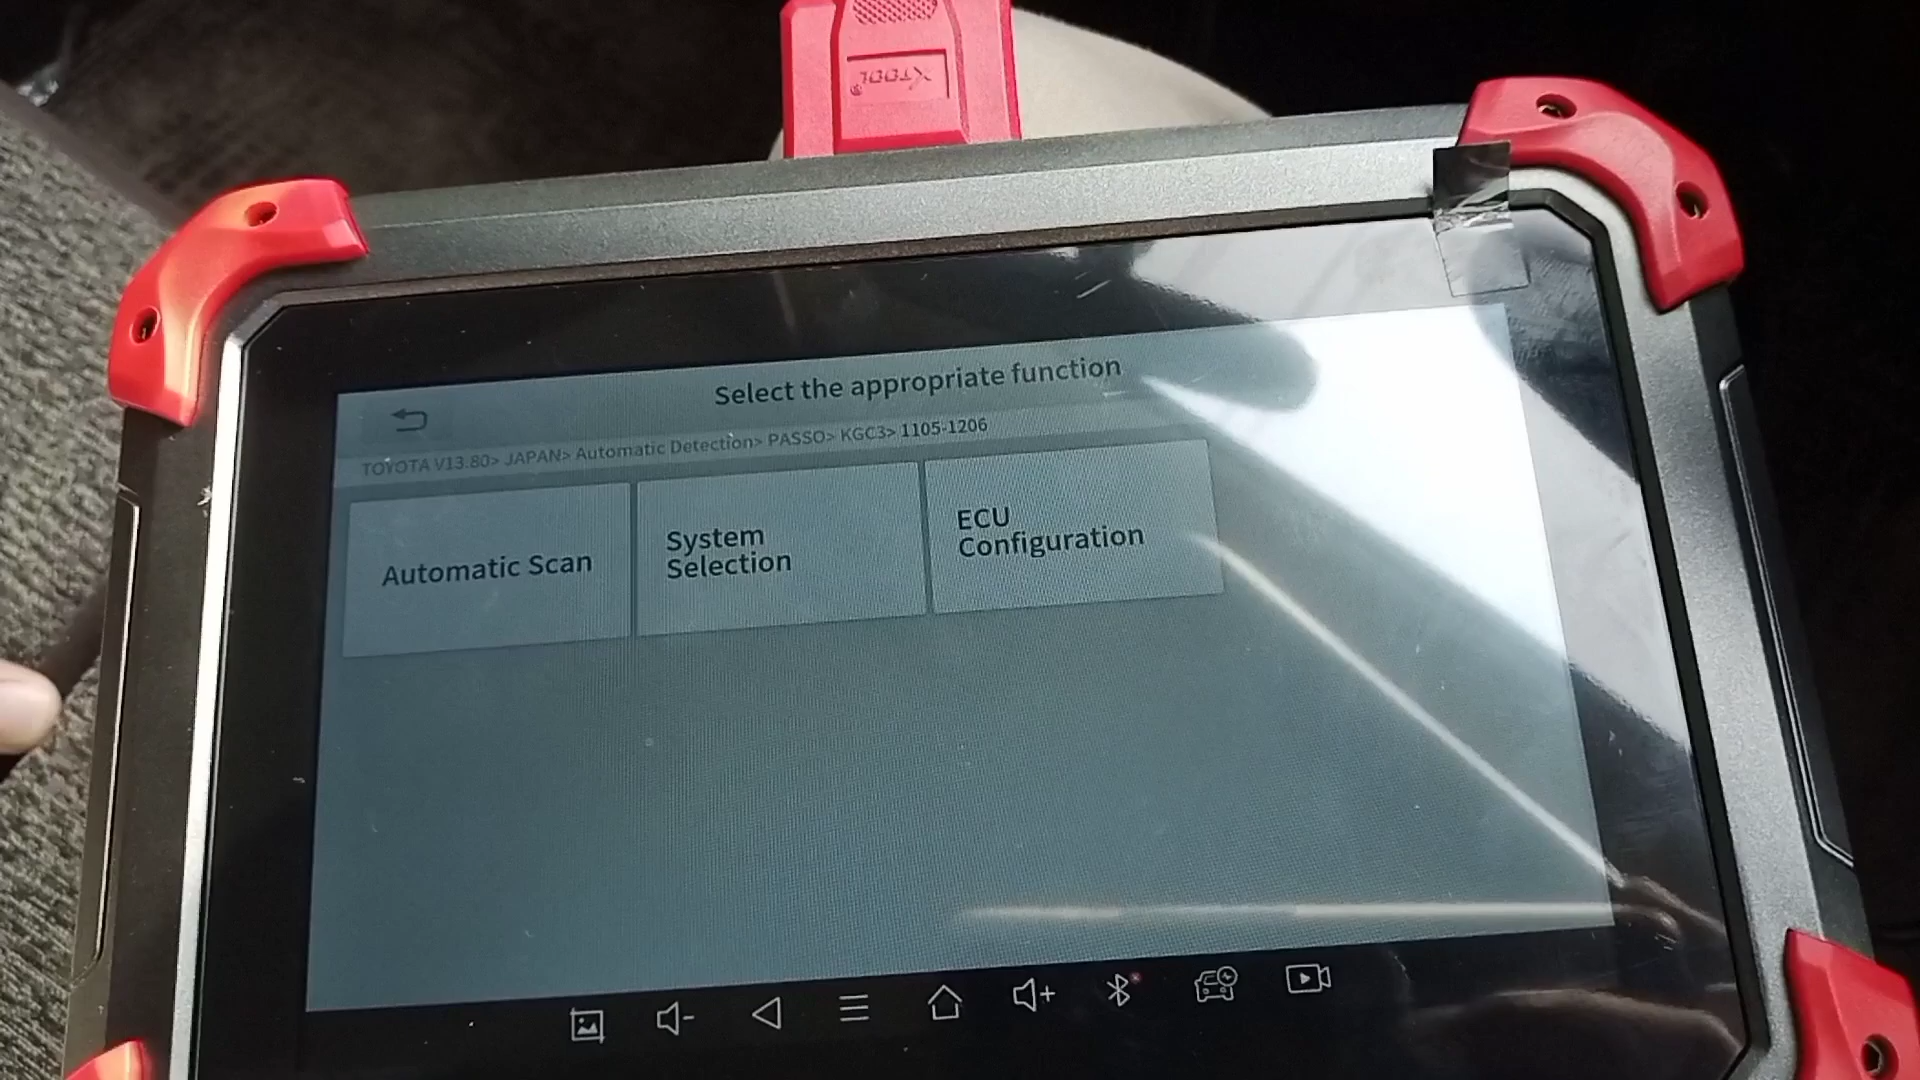 XTOOL®
Select the appropriate function
TOYOTA V13.80> JAPAN> Automatic Detection> PASSO> KGC3> 1105-1206
Automatic Scan
System
Selection
ECU
Configuration